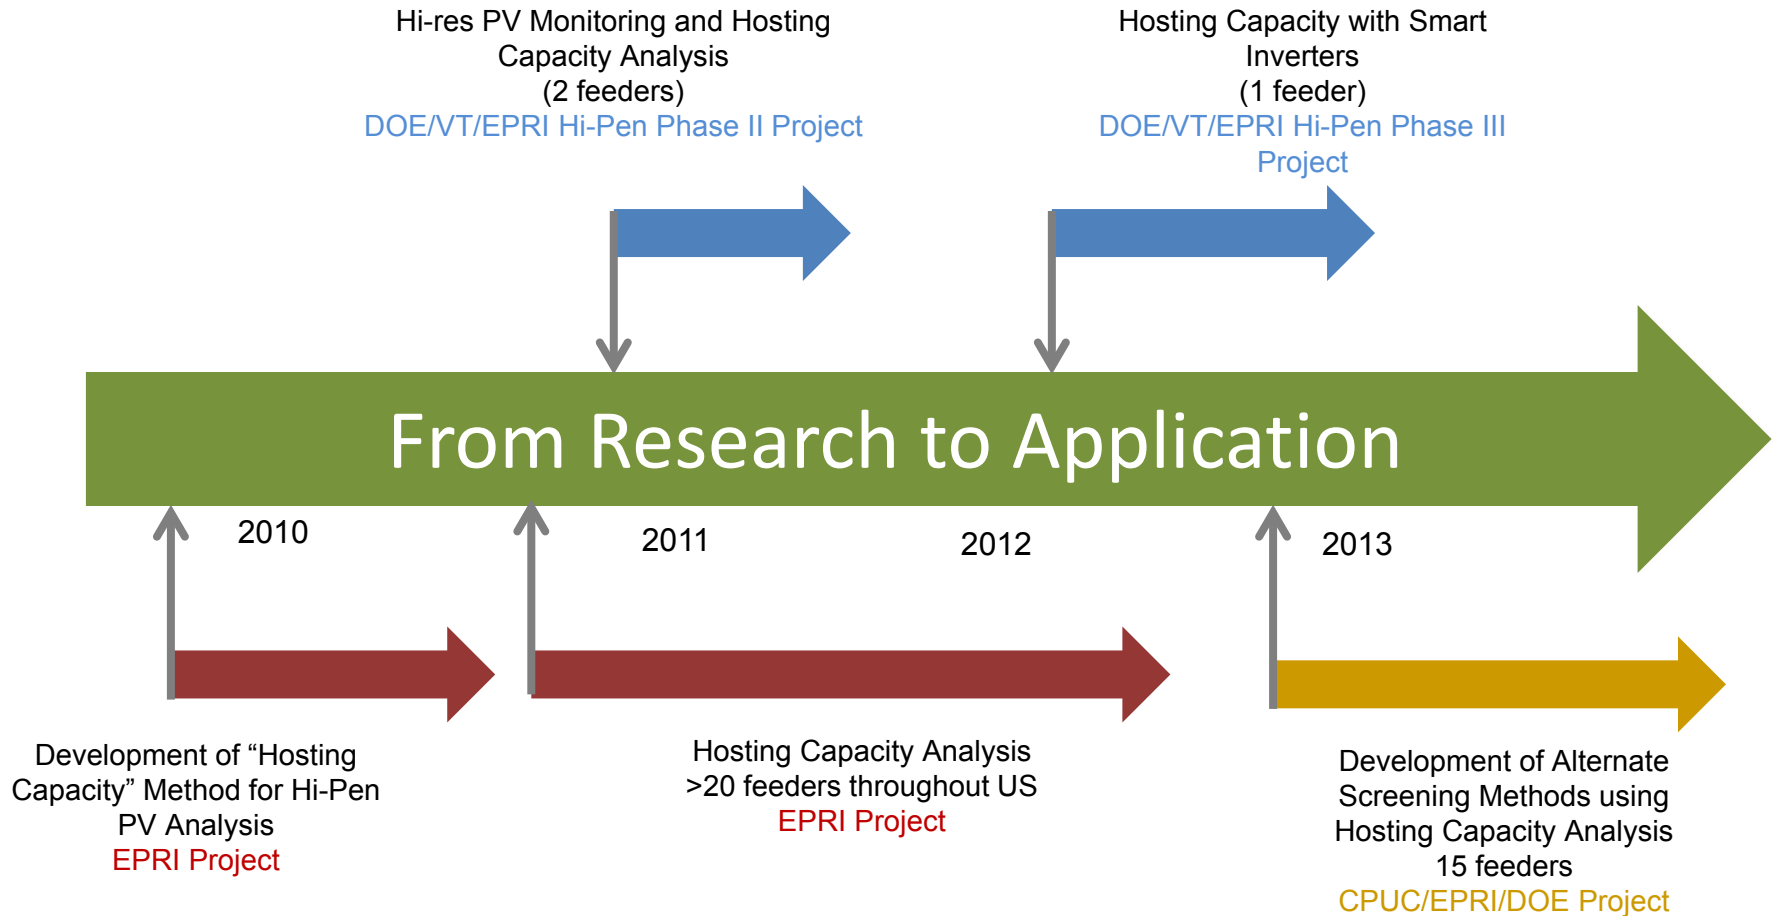 Hi-res PV Monitoring and Hosting
Capacity Analysis
(2 feeders)
DOE/VT/EPRI Hi-Pen Phase II Project
Hosting Capacity with Smart
Inverters
(1 feeder)
DOE/VT/EPRI Hi-Pen Phase III
Project
From Research to Application
2010
2011
2012
2013
Development of “Hosting
Capacity” Method for Hi-Pen
PV Analysis
EPRI Project
Hosting Capacity Analysis
>20 feeders throughout US
EPRI Project
Development of Alternate
Screening Methods using
Hosting Capacity Analysis
15 feeders
CPUC/EPRI/DOE Project